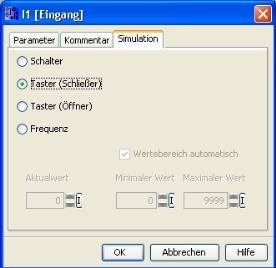 I1 [Eingang]
Parameter Kommentar Simulation
Schalter
Taster (Schließer)
Taster (Öffner)
Frequenz
Wertebereich automatisch
Aktualwert Minimaler Wert Maximaler Wert
0 0 9999
OK Abbrechen Hilfe